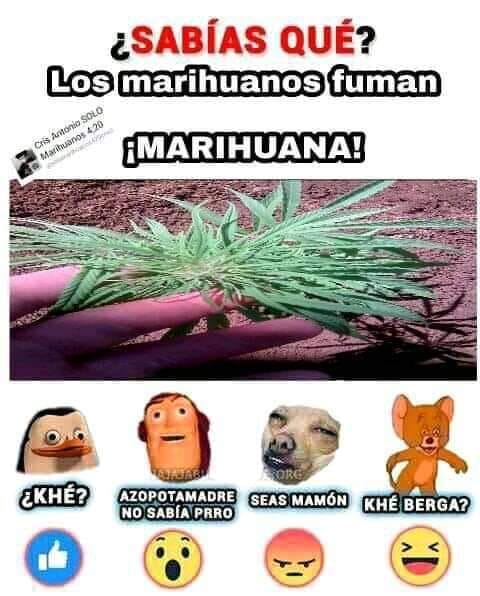 ¿SABÍAS QUÉ?
Los marihuanos fuman
Cris Antonio SOLO
Marihuanos 4:20
¡MARIHUANA!
¿KHÉ?
AZOPOTAMADRE
NO SABÍA PRRO
SEAS MAMÓN
KHÉ BERGA?